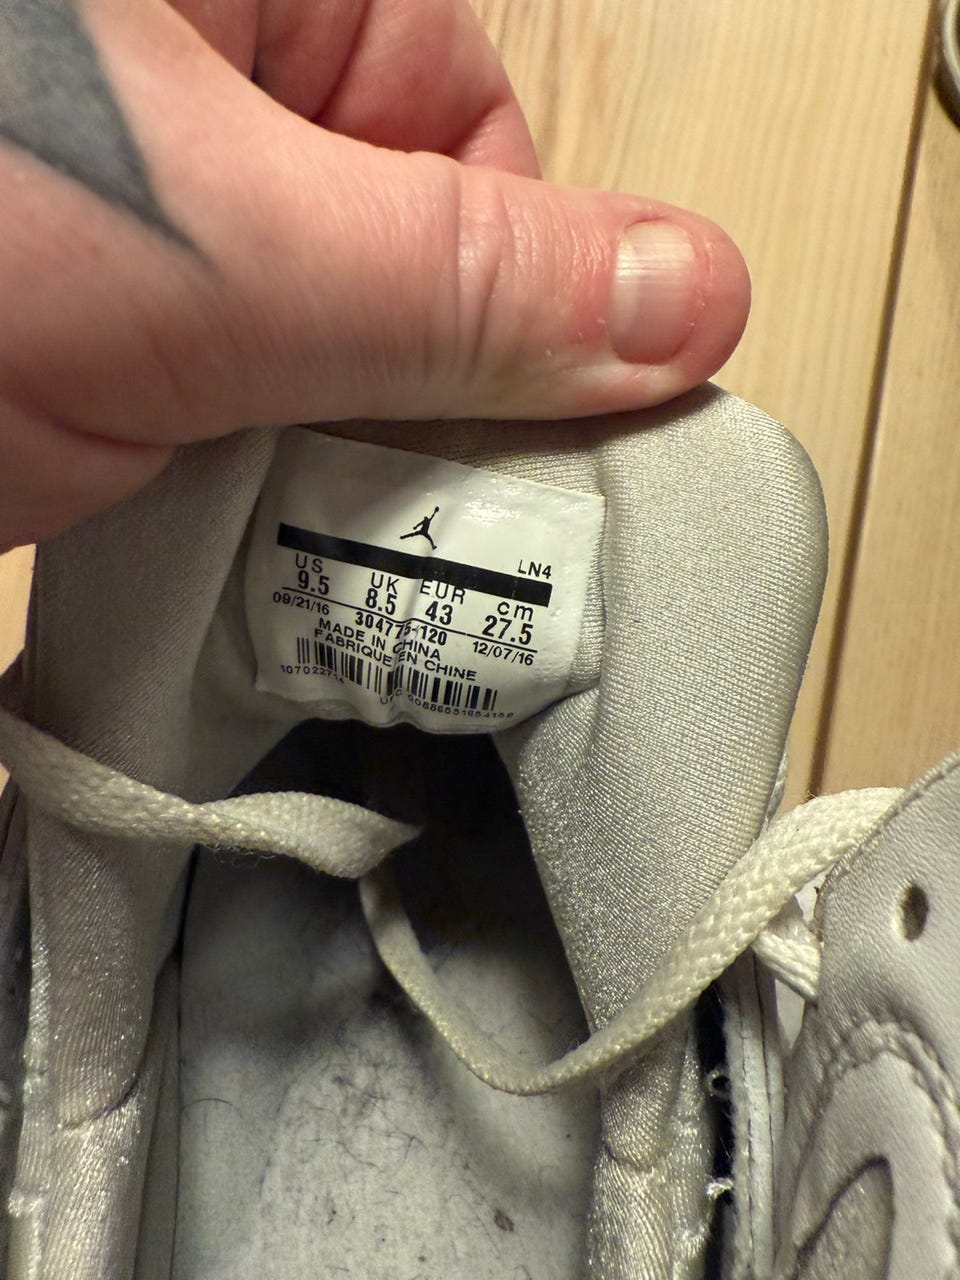 LN4
US UK EUR cm
9.5 8.5 43 27.5
09/21/16 12/07/16
304775-120
MADE IN CHINA
FABRIQUE EN CHINE